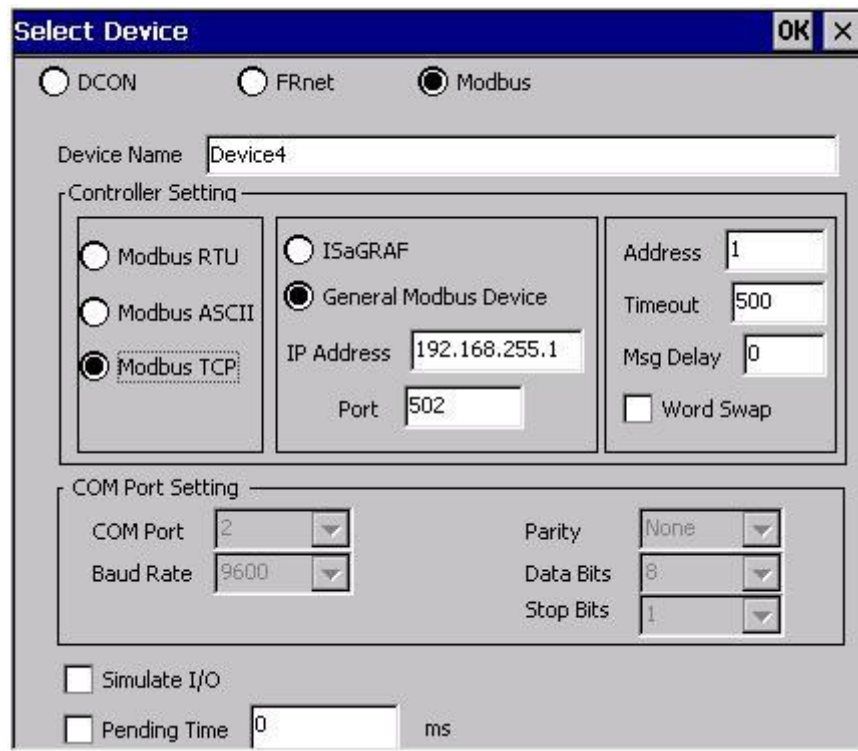 Select Device OK ×
DCON FRnet Modbus
Device Name Device4
Controller Setting
Modbus RTU
Modbus ASCII
Modbus TCP
ISaGRAF
General Modbus Device
IP Address 192.168.255.1
Port 502
Address 1
Timeout 500
Msg Delay 0
Word Swap
COM Port Setting
COM Port 2
Baud Rate 9600
Parity None
Data Bits 8
Stop Bits 1
Simulate I/O
Pending Time 0 ms